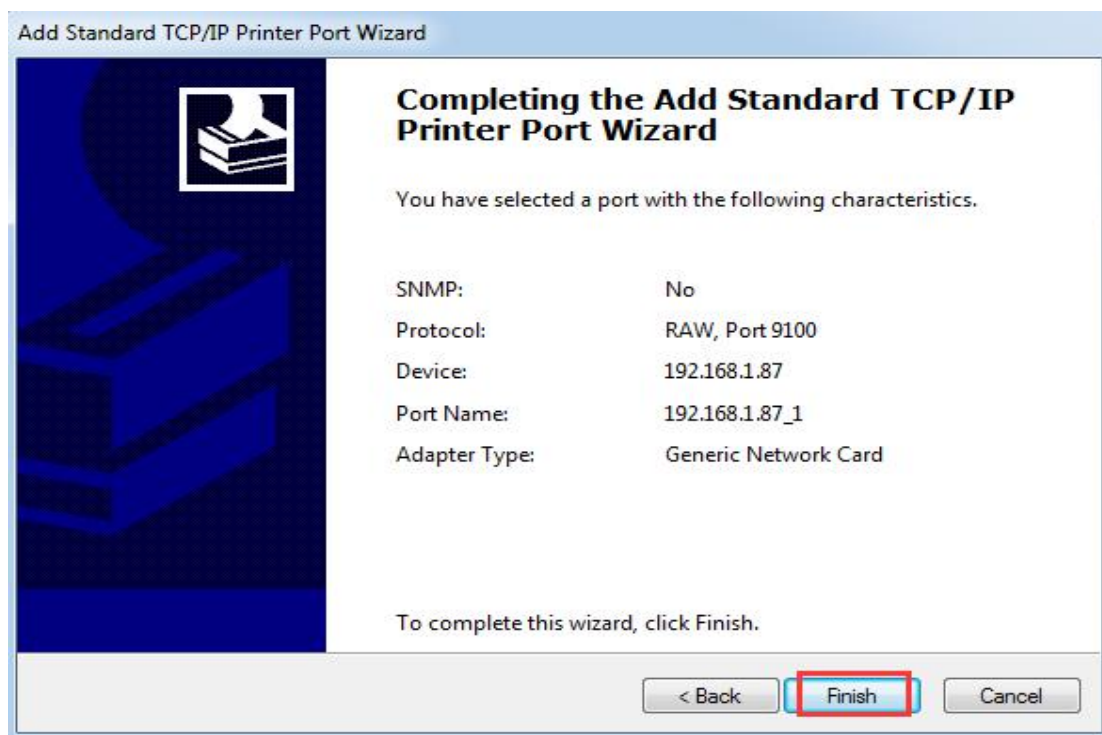 Add Standard TCP/IP Printer Port Wizard
Completing the Add Standard TCP/IP
Printer Port Wizard
You have selected a port with the following characteristics.
SNMP: No
Protocol: RAW, Port 9100
Device: 192.168.1.87
Port Name: 192.168.1.87_1
Adapter Type: Generic Network Card
To complete this wizard, click Finish.
< Back Finish Cancel